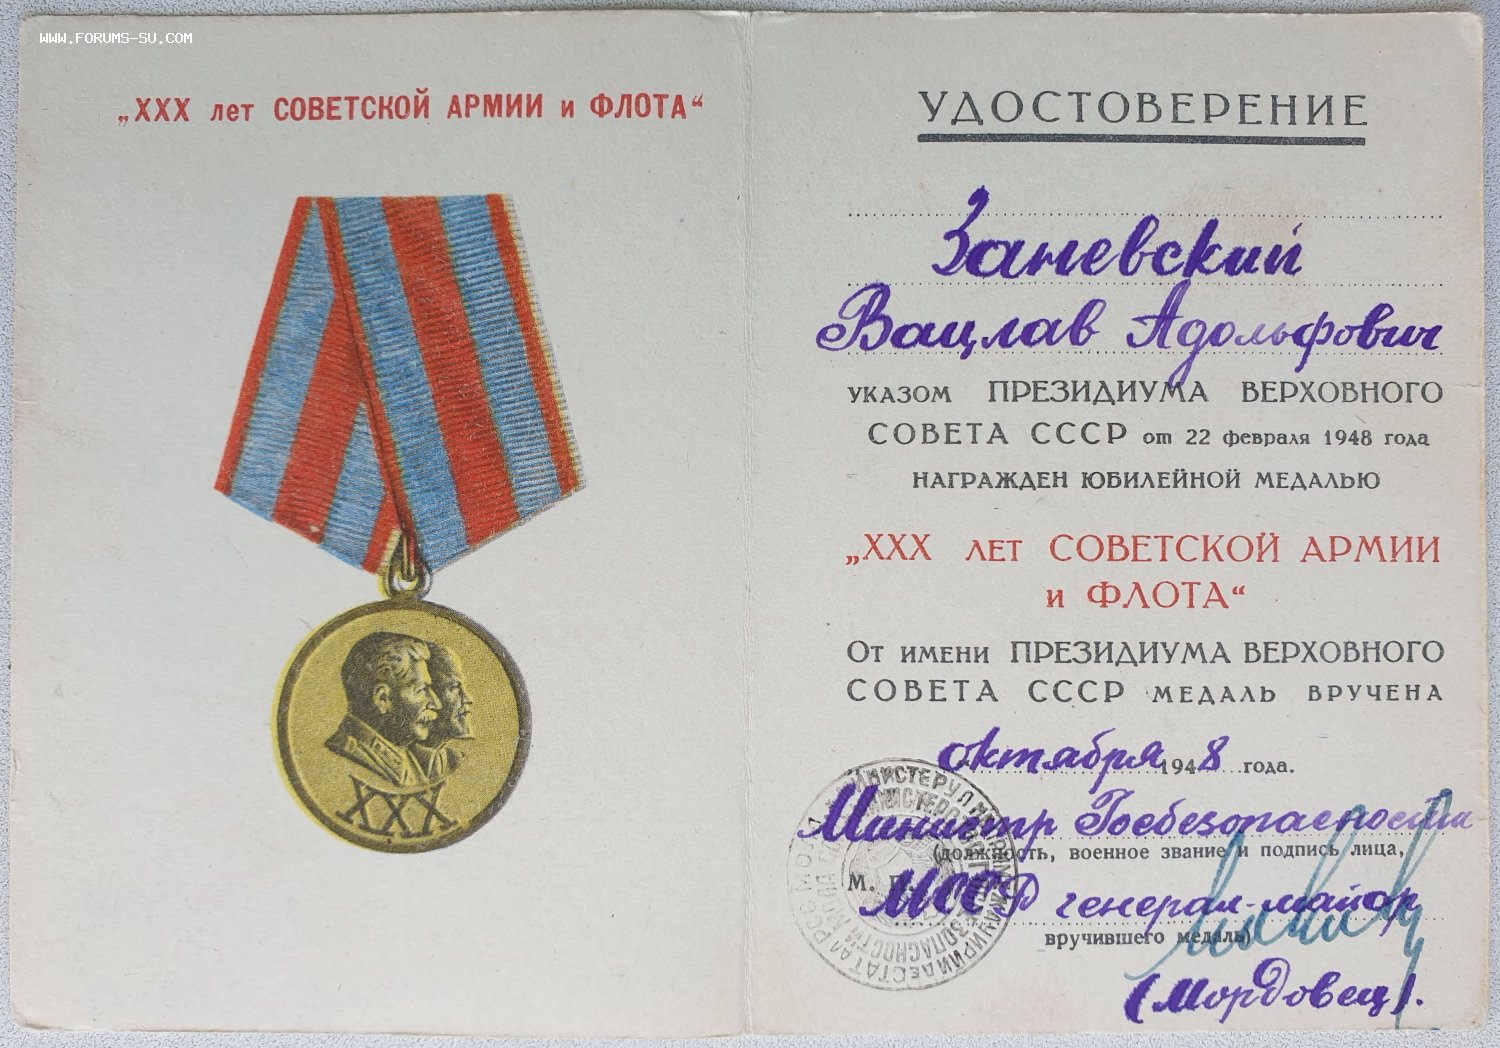 WWW.FORUMS-SU.COM
„XXX лет СОВЕТСКОЙ АРМИИ и ФЛОТА“
XXX
УДОСТОВЕРЕНИЕ
Заневский
Вацлав Адольфович
УКАЗОМ ПРЕЗИДИУМА ВЕРХОВНОГО
СОВЕТА СССР от 22 февраля 1948 года
НАГРАЖДЕН ЮБИЛЕЙНОЙ МЕДАЛЬЮ
„XXX ЛЕТ СОВЕТСКОЙ АРМИИ
и ФЛОТА“
От ИМЕНИ ПРЕЗИДИУМА ВЕРХОВНОГО
СОВЕТА СССР МЕДАЛЬ ВРУЧЕНА
октября 1948 года.
Министр Госбезопасности
(должность, военное звание и подпись лица,
М. П. МССР генерал-майор
вручившего медаль)
(Мордовец).